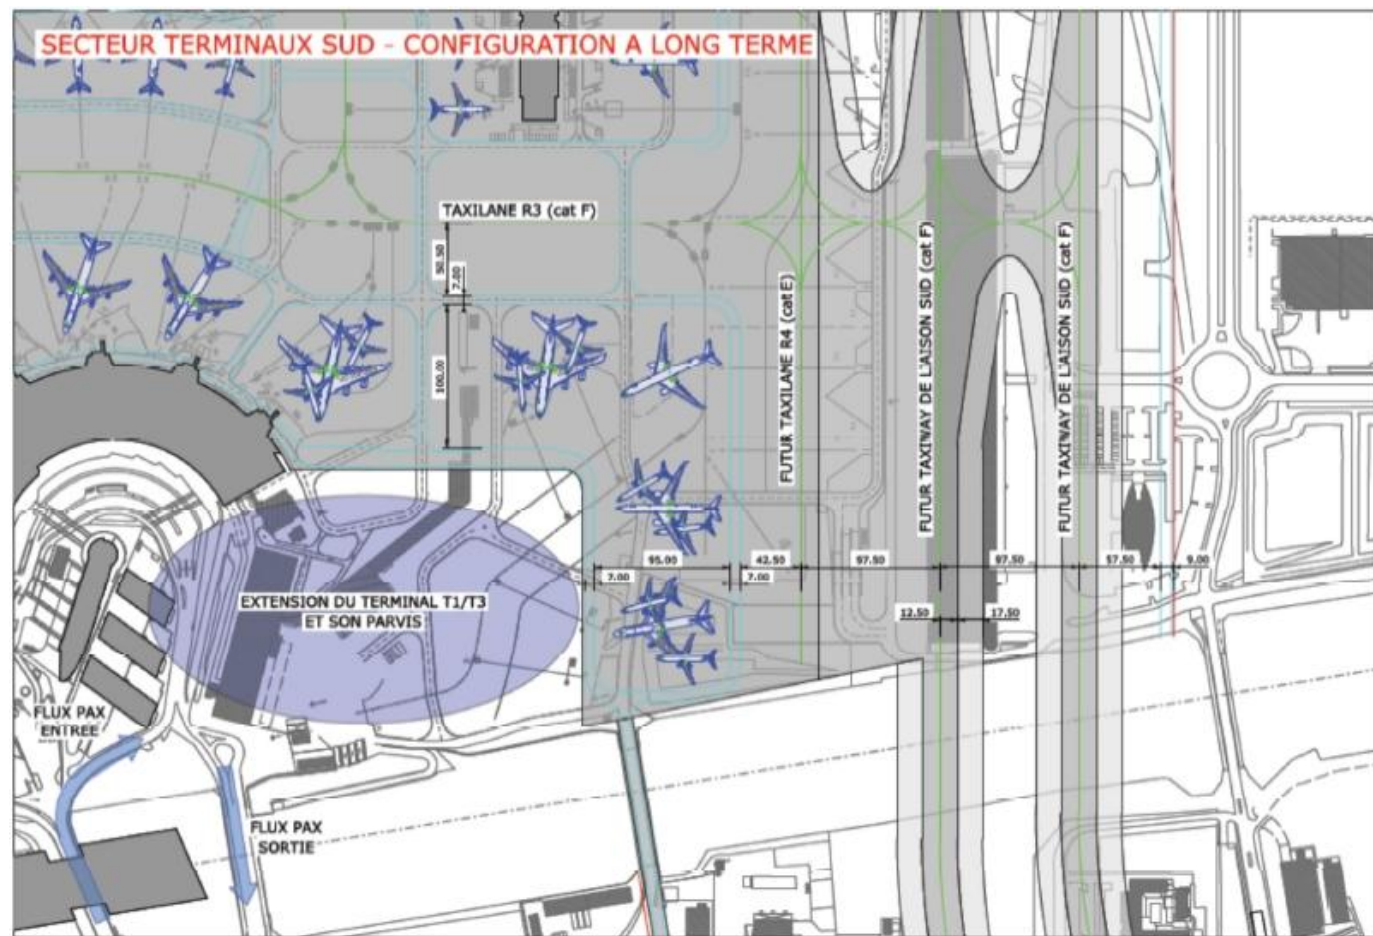 SECTEUR TERMINAUX SUD - CONFIGURATION A LONG TERME
TAXILANE R3 (cat F)
50.50
7.00
100.00
FUTUR TAXILANE R4 (cat E)
FUTUR TAXIWAY DE LIAISON SUD (cat F)
FUTUR TAXIWAY DE LIAISON SUD (cat F)
95.00
42.50
97.50
97.50
57.50
9.00
7.00
7.00
12.50
17.50
EXTENSION DU TERMINAL T1/T3
ET SON PARVIS
FLUX PAX
ENTREE
FLUX PAX
SORTIE